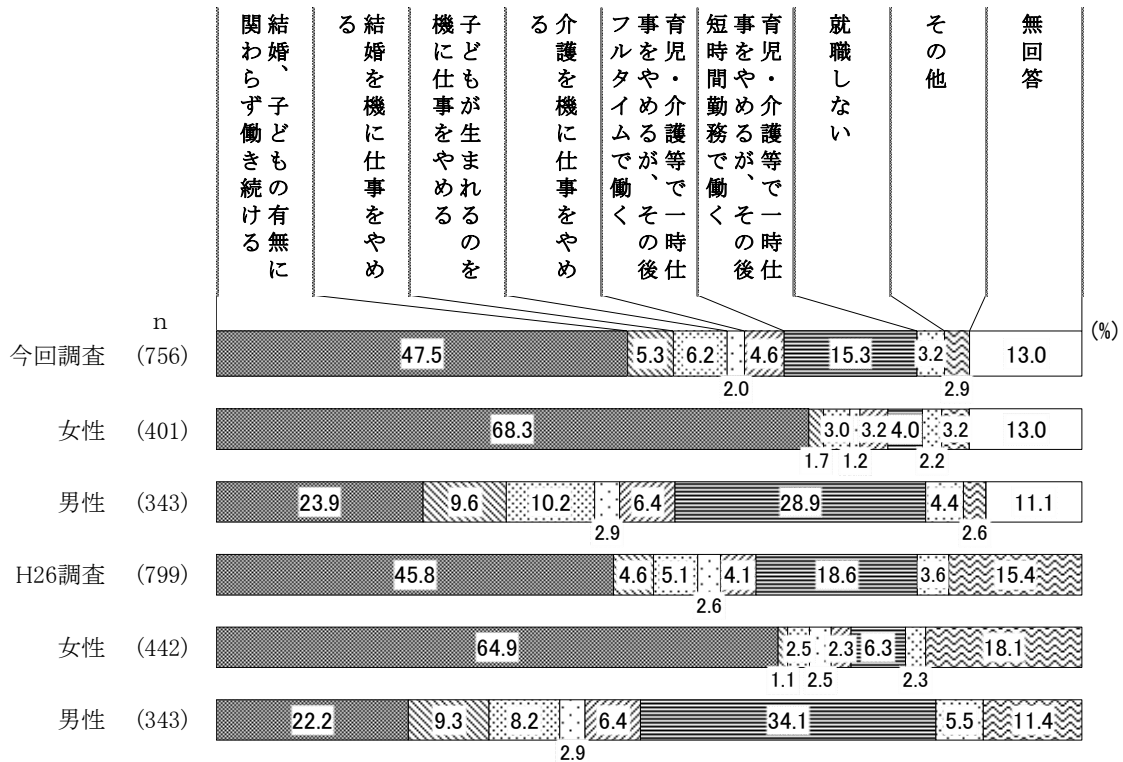 結婚、子どもの有無に
関わらず働き続ける
結婚を機に仕事をやめ
る
子どもが生まれるのを
機に仕事をやめる
介護を機に仕事をやめ
る
育児・介護等で一時仕
事をやめるが、その後
フルタイムで働く
育児・介護等で一時仕
事をやめるが、その後
短時間勤務で働く
就職しない
その他
無回答
n
(%)
今回調査 (756) 47.5 5.3 6.2 4.6 15.3 3.2 13.0
2.0 2.9
女性 (401) 68.3 3.0 3.2 4.0 3.2 13.0
1.7 1.2 2.2
男性 (343) 23.9 9.6 10.2 6.4 28.9 4.4 11.1
2.9 2.6
H26調査 (799) 45.8 4.6 5.1 4.1 18.6 3.6 15.4
2.6
女性 (442) 64.9 2.5 2.3 6.3 18.1
1.1 2.5 2.3
男性 (343) 22.2 9.3 8.2 6.4 34.1 5.5 11.4
2.9